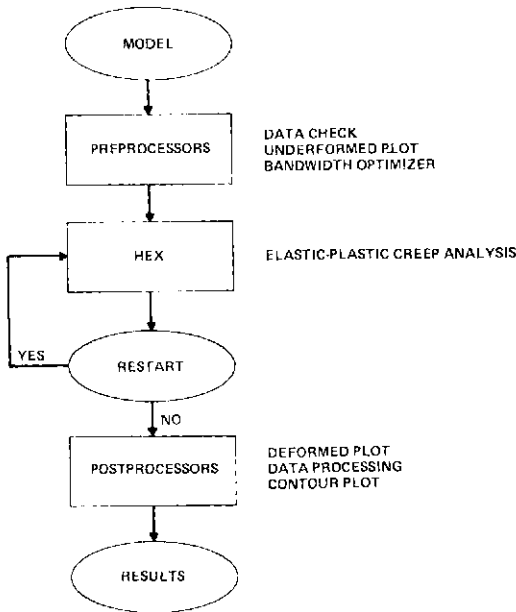 MODEL
PREPROCESSORS
DATA CHECK
UNDERFORMED PLOT
BANDWIDTH OPTIMIZER
HEX
ELASTIC-PLASTIC CREEP ANALYSIS
YES
RESTART
NO
POSTPROCESSORS
DEFORMED PLOT
DATA PROCESSING
CONTOUR PLOT
RESULTS